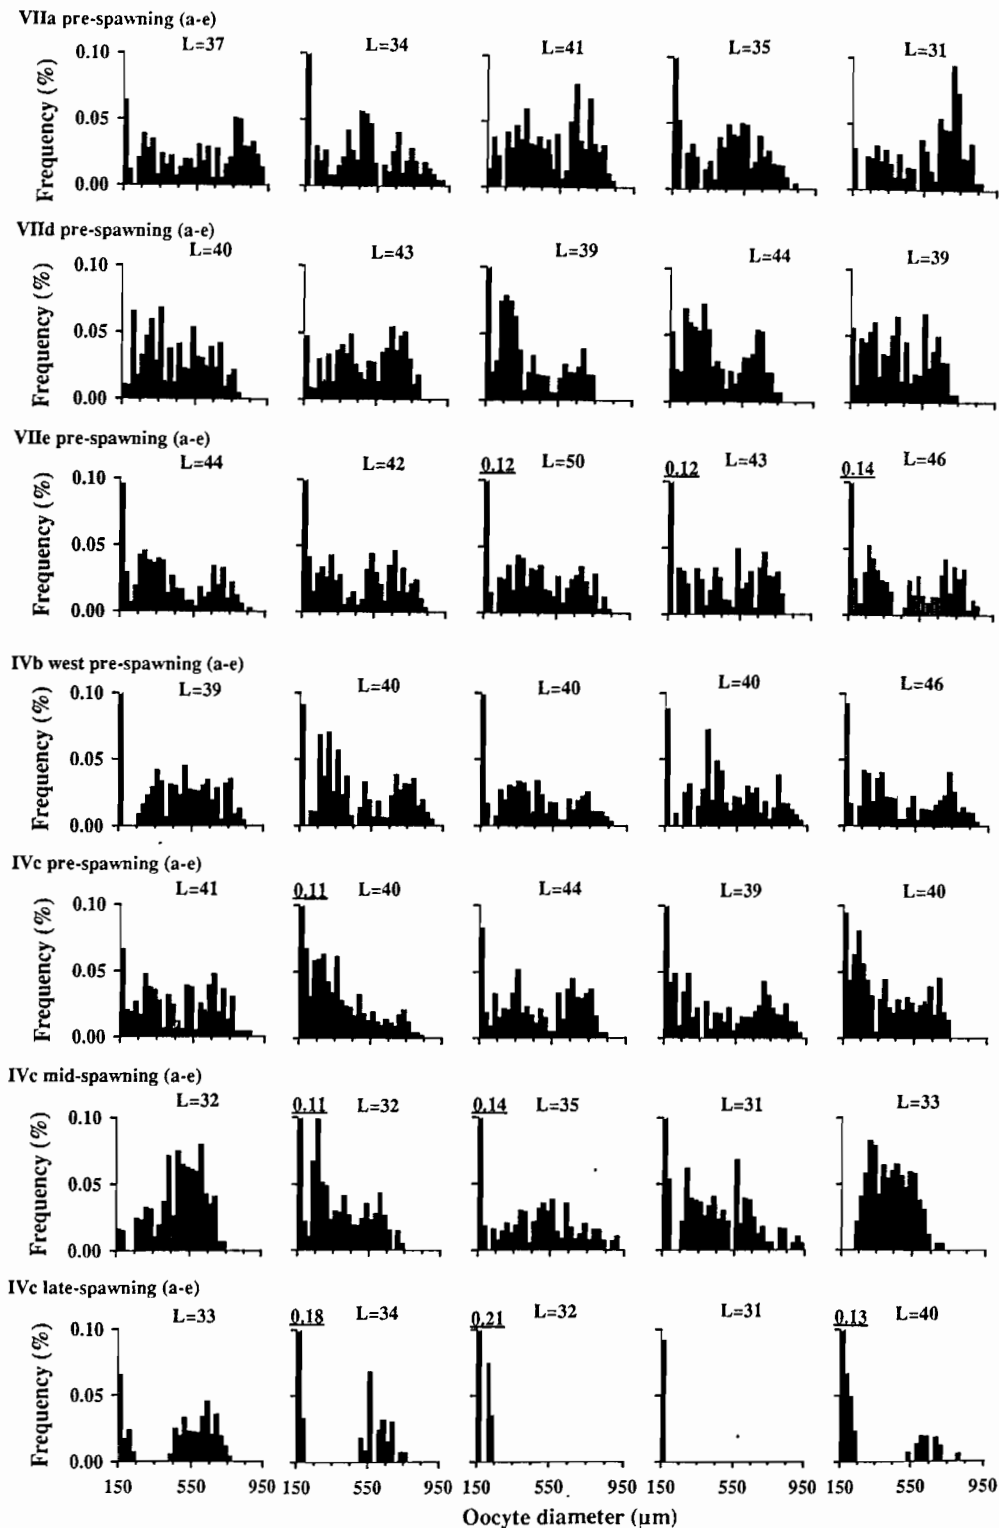 VIIa pre-spawning (a-e)
L=37 L=34 L=41 L=35 L=31
Frequency (%)
0.10
0.05
0.00
VIId pre-spawning (a-e)
L=40 L=43 L=39 L=44 L=39
Frequency (%)
0.10
0.05
0.00
VIIe pre-spawning (a-e)
L=44 L=42 0.12 L=50 0.12 L=43 0.14 L=46
Frequency (%)
0.10
0.05
0.00
IVb west pre-spawning (a-e)
L=39 L=40 L=40 L=40 L=46
Frequency (%)
0.10
0.05
0.00
IVc pre-spawning (a-e)
L=41 0.11 L=40 L=44 L=39 L=40
Frequency (%)
0.10
0.05
0.00
IVc mid-spawning (a-e)
L=32 0.11 L=32 0.14 L=35 L=31 L=33
Frequency (%)
0.10
0.05
0.00
IVc late-spawning (a-e)
L=33 0.18 L=34 0.21 L=32 L=31 0.13 L=40
Frequency (%)
0.10
0.05
0.00
150 550 950 150 550 950 150 550 950 150 550 950 150 550 950
Oocyte diameter (µm)